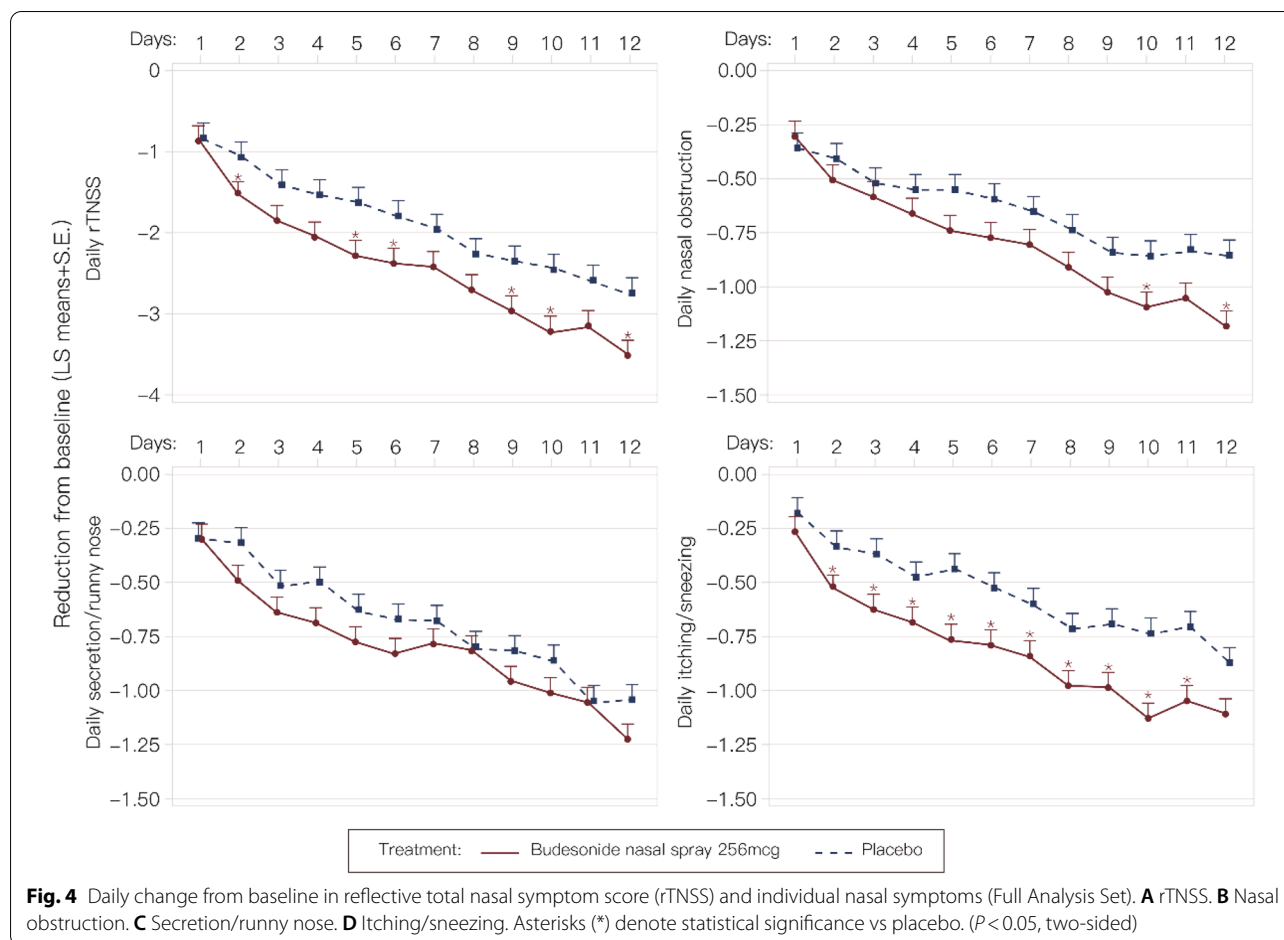 Days: 1 2 3 4 5 6 7 8 9 10 11 12
0
−1
−2
−3
−4
Daily rTNSS
* * * * * *
Days: 1 2 3 4 5 6 7 8 9 10 11 12
0.00
−0.25
−0.50
−0.75
−1.00
−1.25
−1.50
Daily nasal obstruction
* *
Reduction from baseline (LS means+S.E.)
Days: 1 2 3 4 5 6 7 8 9 10 11 12
0.00
−0.25
−0.50
−0.75
−1.00
−1.25
−1.50
Daily secretion/runny nose
Days: 1 2 3 4 5 6 7 8 9 10 11 12
0.00
−0.25
−0.50
−0.75
−1.00
−1.25
−1.50
Daily itching/sneezing
* * * * * * * * * *
Treatment: Budesonide nasal spray 256mcg Placebo
Fig. 4 Daily change from baseline in reflective total nasal symptom score (rTNSS) and individual nasal symptoms (Full Analysis Set). A rTNSS. B Nasal
obstruction. C Secretion/runny nose. D Itching/sneezing. Asterisks (*) denote statistical significance vs placebo. (P < 0.05, two-sided)